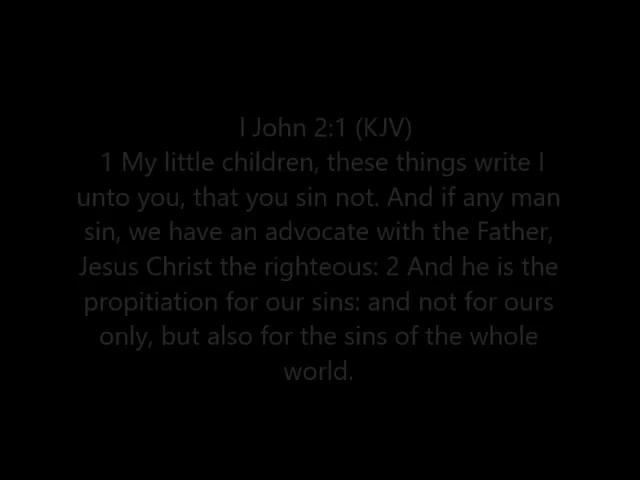 I John 2:1 (KJV)
1 My little children, these things write I
unto you, that you sin not. And if any man
sin, we have an advocate with the Father,
Jesus Christ the righteous: 2 And he is the
propitiation for our sins: and not for ours
only, but also for the sins of the whole
world.